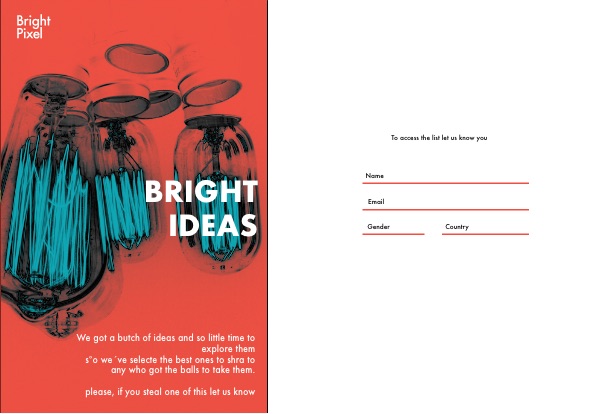 Bright
Pixel
BRIGHT
IDEAS
We got a butch of ideas and so little time to
explore them
s˚o we ´ve selecte the best ones to shra to
any who got the balls to take them.
please, if you steal one of this let us know
To access the list let us know you
Name
Email
Gender
Country